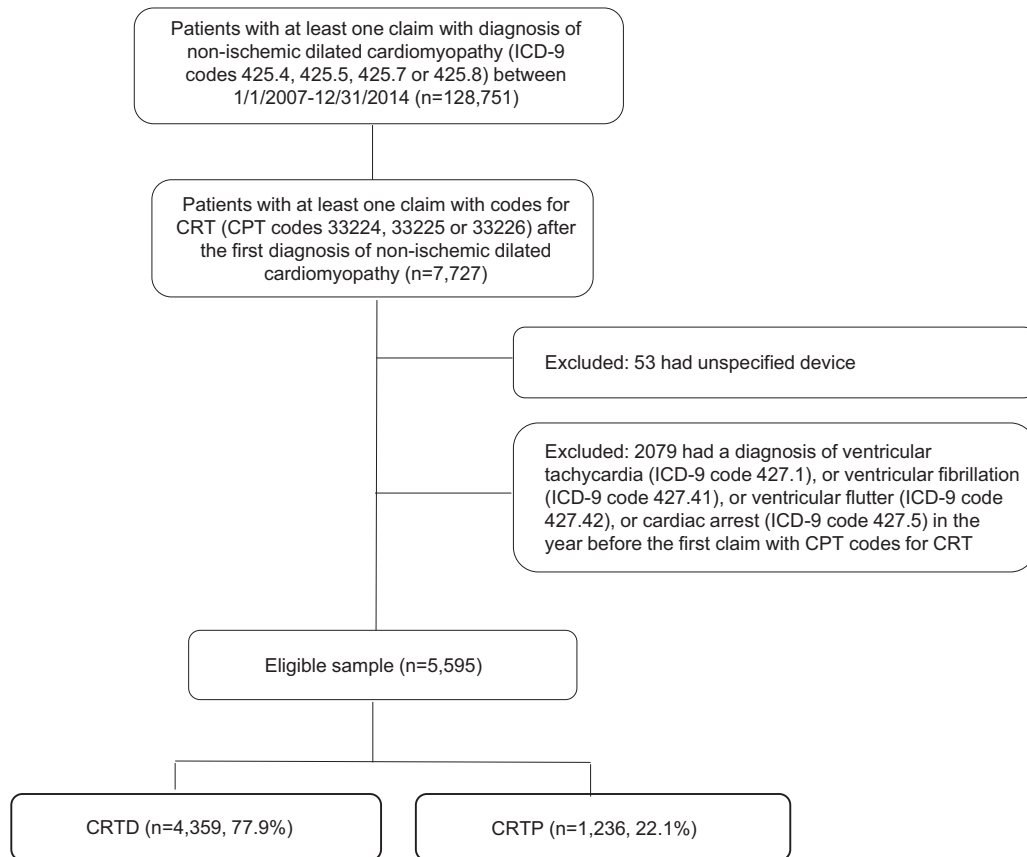 Patients with at least one claim with diagnosis of
non-ischemic dilated cardiomyopathy (ICD-9
codes 425.4, 425.5, 425.7 or 425.8) between
1/1/2007-12/31/2014 (n=128,751)
Patients with at least one claim with codes for
CRT (CPT codes 33224, 33225 or 33226) after
the first diagnosis of non-ischemic dilated
cardiomyopathy (n=7,727)
Excluded: 53 had unspecified device
Excluded: 2079 had a diagnosis of ventricular
tachycardia (ICD-9 code 427.1), or ventricular fibrillation
(ICD-9 code 427.41), or ventricular flutter (ICD-9 code
427.42), or cardiac arrest (ICD-9 code 427.5) in the
year before the first claim with CPT codes for CRT
Eligible sample (n=5,595)
CRTD (n=4,359, 77.9%)
CRTP (n=1,236, 22.1%)